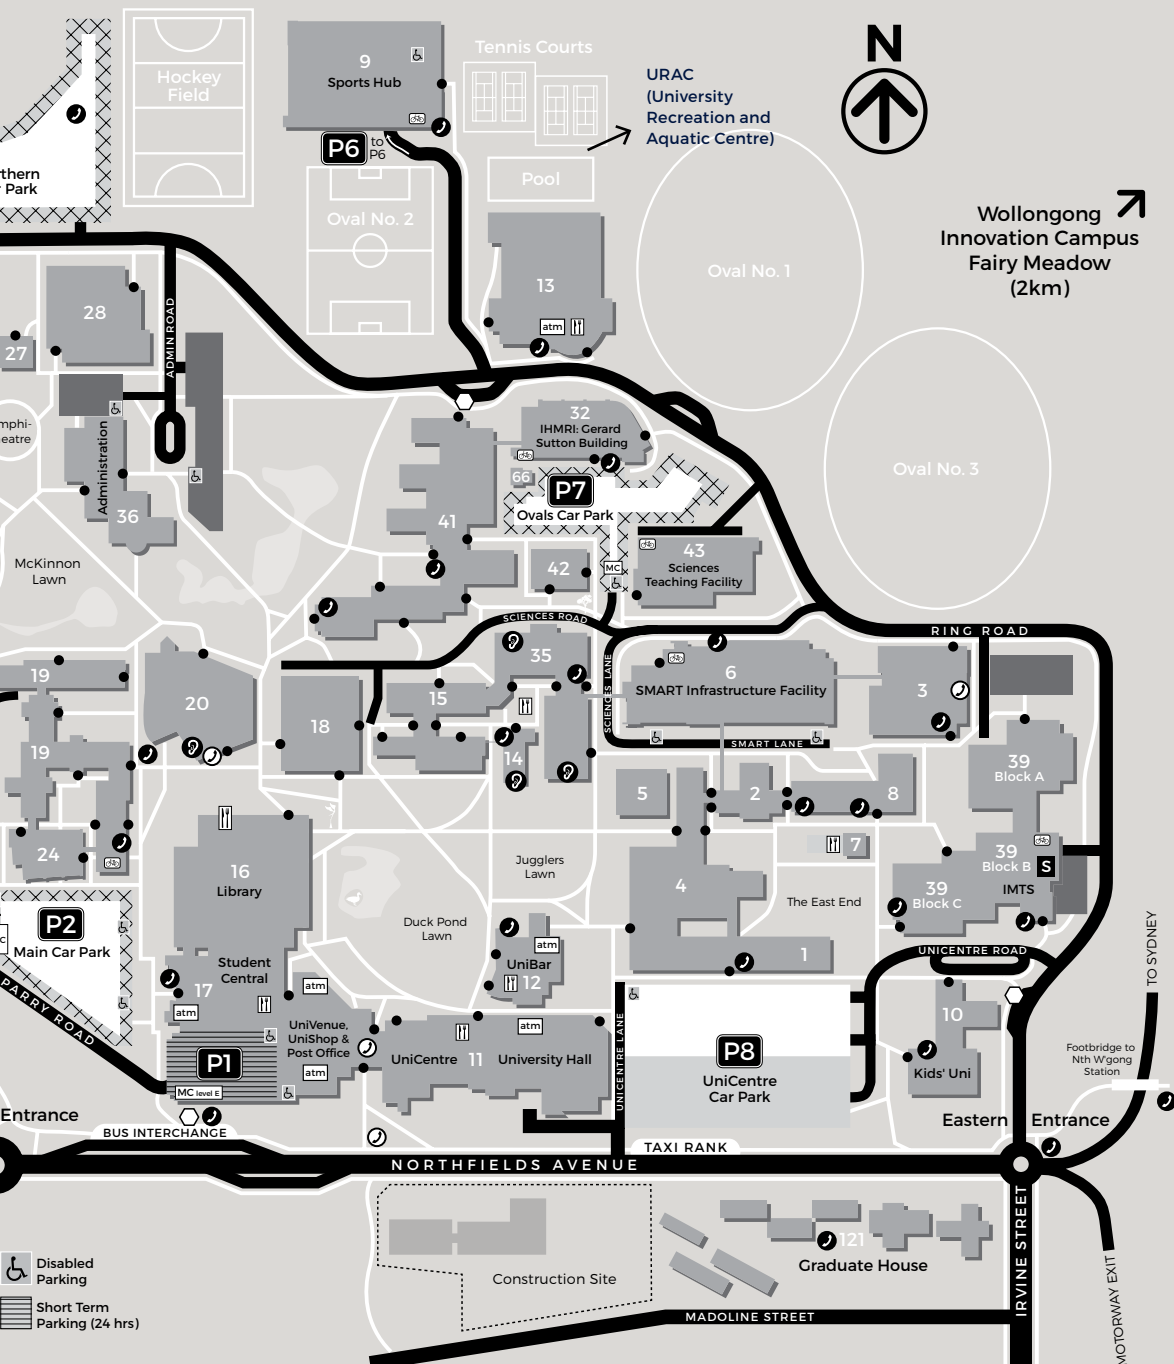 N
9
Sports Hub
Tennis Courts
Hockey
Field
URAC
(University
Recreation and
Aquatic Centre)
P6
to
P6
Pool
thern
Park
Oval No. 2
Oval No. 1
Wollongong
Innovation Campus
Fairy Meadow
(2km)
13
atm
28
27
ADMIN ROAD
32
IHMRI: Gerard
Sutton Building
66
P7
Ovals Car Park
Oval No. 3
Administration
36
41
McKinnon
Lawn
42
MC
43
Sciences
Teaching Facility
SCIENCES ROAD
RING ROAD
SCIENCES LANE
35
6
SMART Infrastructure Facility
3
19
20
18
15
SMART LANE
19
14
39
Block A
5
2
8
24
16
Library
7
39
Block B
S
IMTS
39
Block C
4
Jugglers
Lawn
The East End
Duck Pond
Lawn
P2
Main Car Park
C
PARRY ROAD
Student
Central
17
atm
atm
UniBar
12
atm
1
UNICENTRE ROAD
TO SYDNEY
UniVenue,
UniShop &
Post Office
atm
P1
MC level E
UniCentre
11
University Hall
atm
UNICENTRE LANE
P8
UniCentre
Car Park
10
Kids' Uni
Footbridge to
Nth W'gong
Station
Entrance
BUS INTERCHANGE
TAXI RANK
Eastern
Entrance
NORTHFIELDS AVENUE
IRVINE STREET
121
Graduate House
Construction Site
MADOLINE STREET
MOTORWAY EXIT
Disabled
Parking
Short Term
Parking (24 hrs)